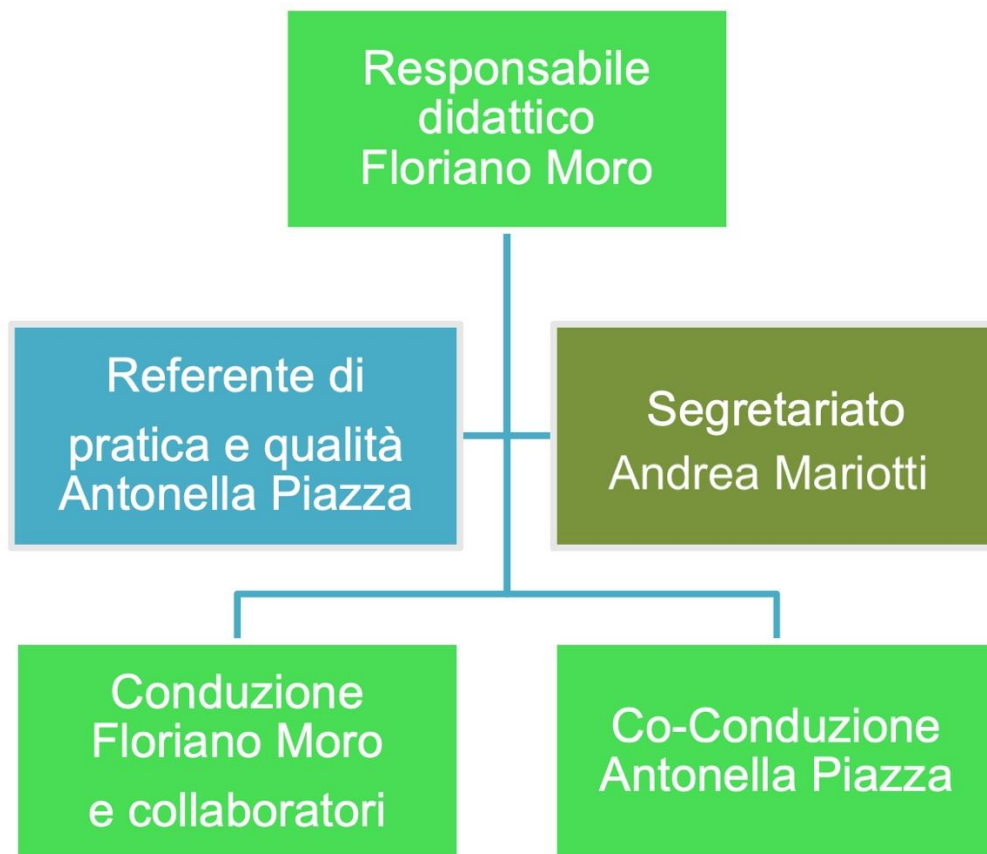 Responsabile
didattico
Floriano Moro
Referente di
pratica e qualità
Antonella Piazza
Segretariato
Andrea Mariotti
Conduzione
Floriano Moro
e collaboratori
Co-Conduzione
Antonella Piazza